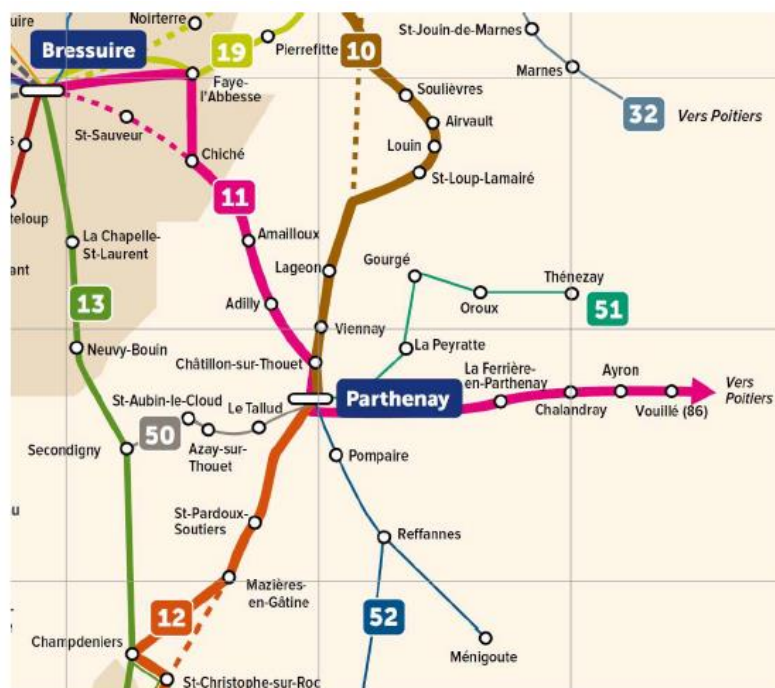 uire
Noirterre
Bressuire
19
Pierrefitte
10
St-Jouin-de-Marnes
Marnes
32
Vers Poitiers
Faye-
l'Abbesse
Soulièvres
Airvault
St-Sauveur
Louin
Chiché
St-Loup-Lamairé
11
teloup
La Chapelle-
St-Laurent
Amailloux
ant
Lageon
Gourgé
Thénezay
Oroux
51
13
Adilly
Viennay
Neuvy-Bouin
La Peyratte
Châtillon-sur-Thouet
La Ferrière-
en-Parthenay
Ayron
Vers
Poitiers
St-Aubin-le-Cloud
Le Tallud
Parthenay
Chalandray
Vouillé (86)
50
Secondigny
Azay-sur-
Thouet
Pompaire
u
St-Pardoux-
Soutiers
Reffannes
Mazières-
en-Gâtine
12
52
Champdeniers
Ménigoute
St-Christophe-sur-Roc